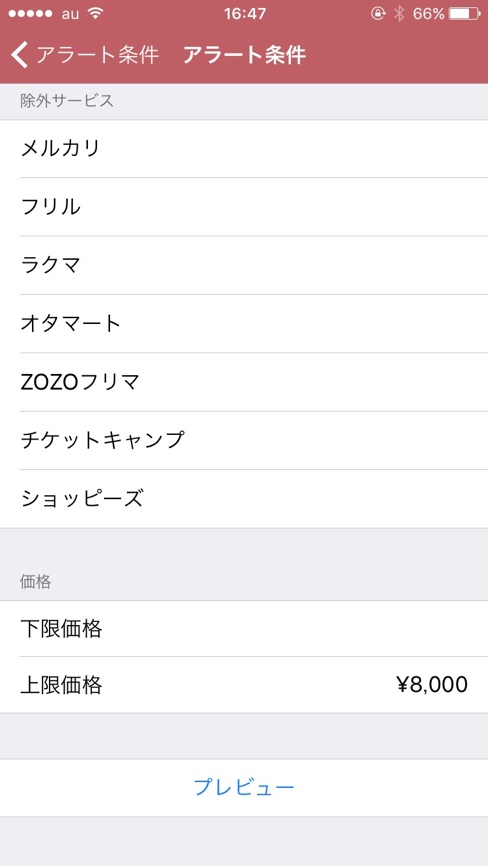 au 16:47 66%
アラート条件 アラート条件
除外サービス
メルカリ
フリル
ラクマ
オタマート
ZOZOフリマ
チケットキャンプ
ショッピーズ
価格
下限価格
上限価格 ¥8,000
プレビュー